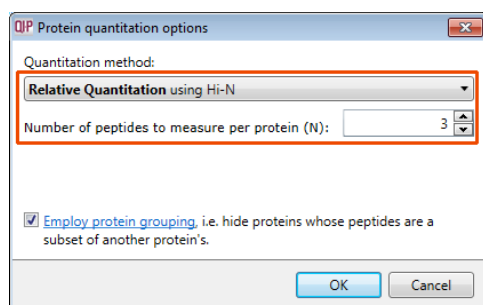 QIP Protein quantitation options
Quantitation method:
Relative Quantitation using Hi-N
Number of peptides to measure per protein (N):
3
Employ protein grouping, i.e. hide proteins whose peptides are a
subset of another protein's.
OK
Cancel